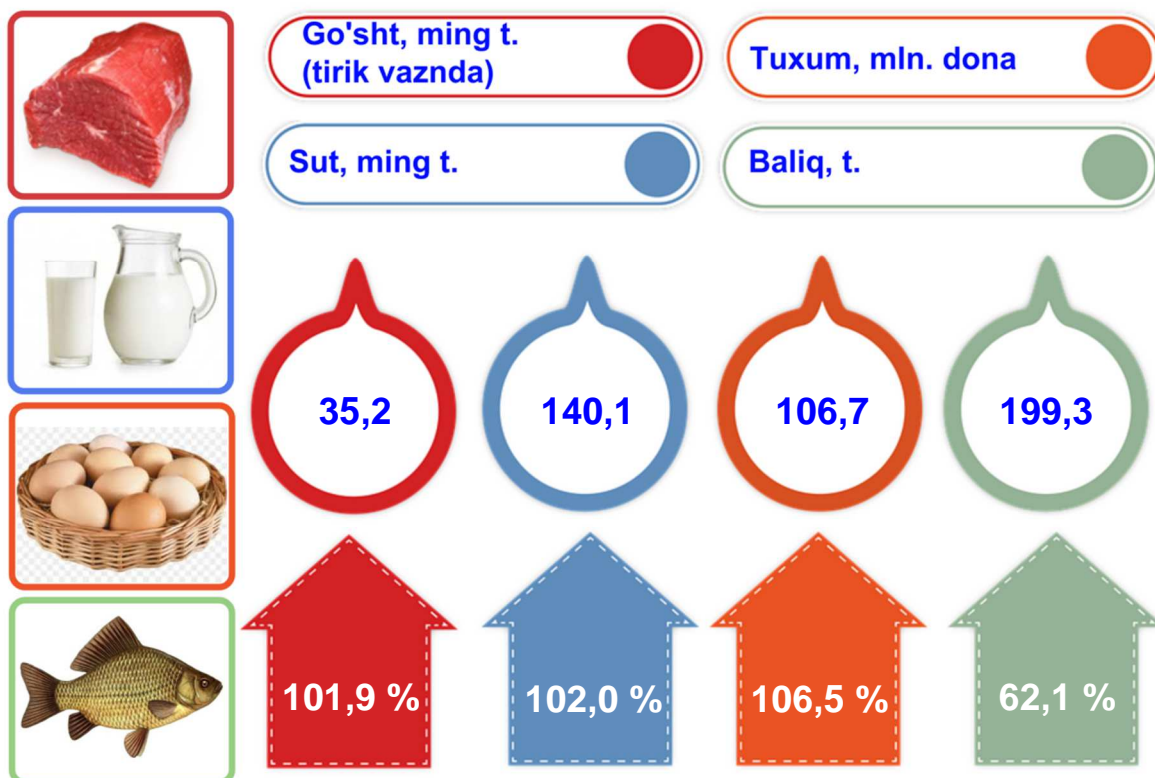 Go'sht, ming t.
(tirik vaznda)
Tuxum, mln. dona
Sut, ming t.
Baliq, t.
35,2
140,1
106,7
199,3
101,9 %
102,0 %
106,5 %
62,1 %